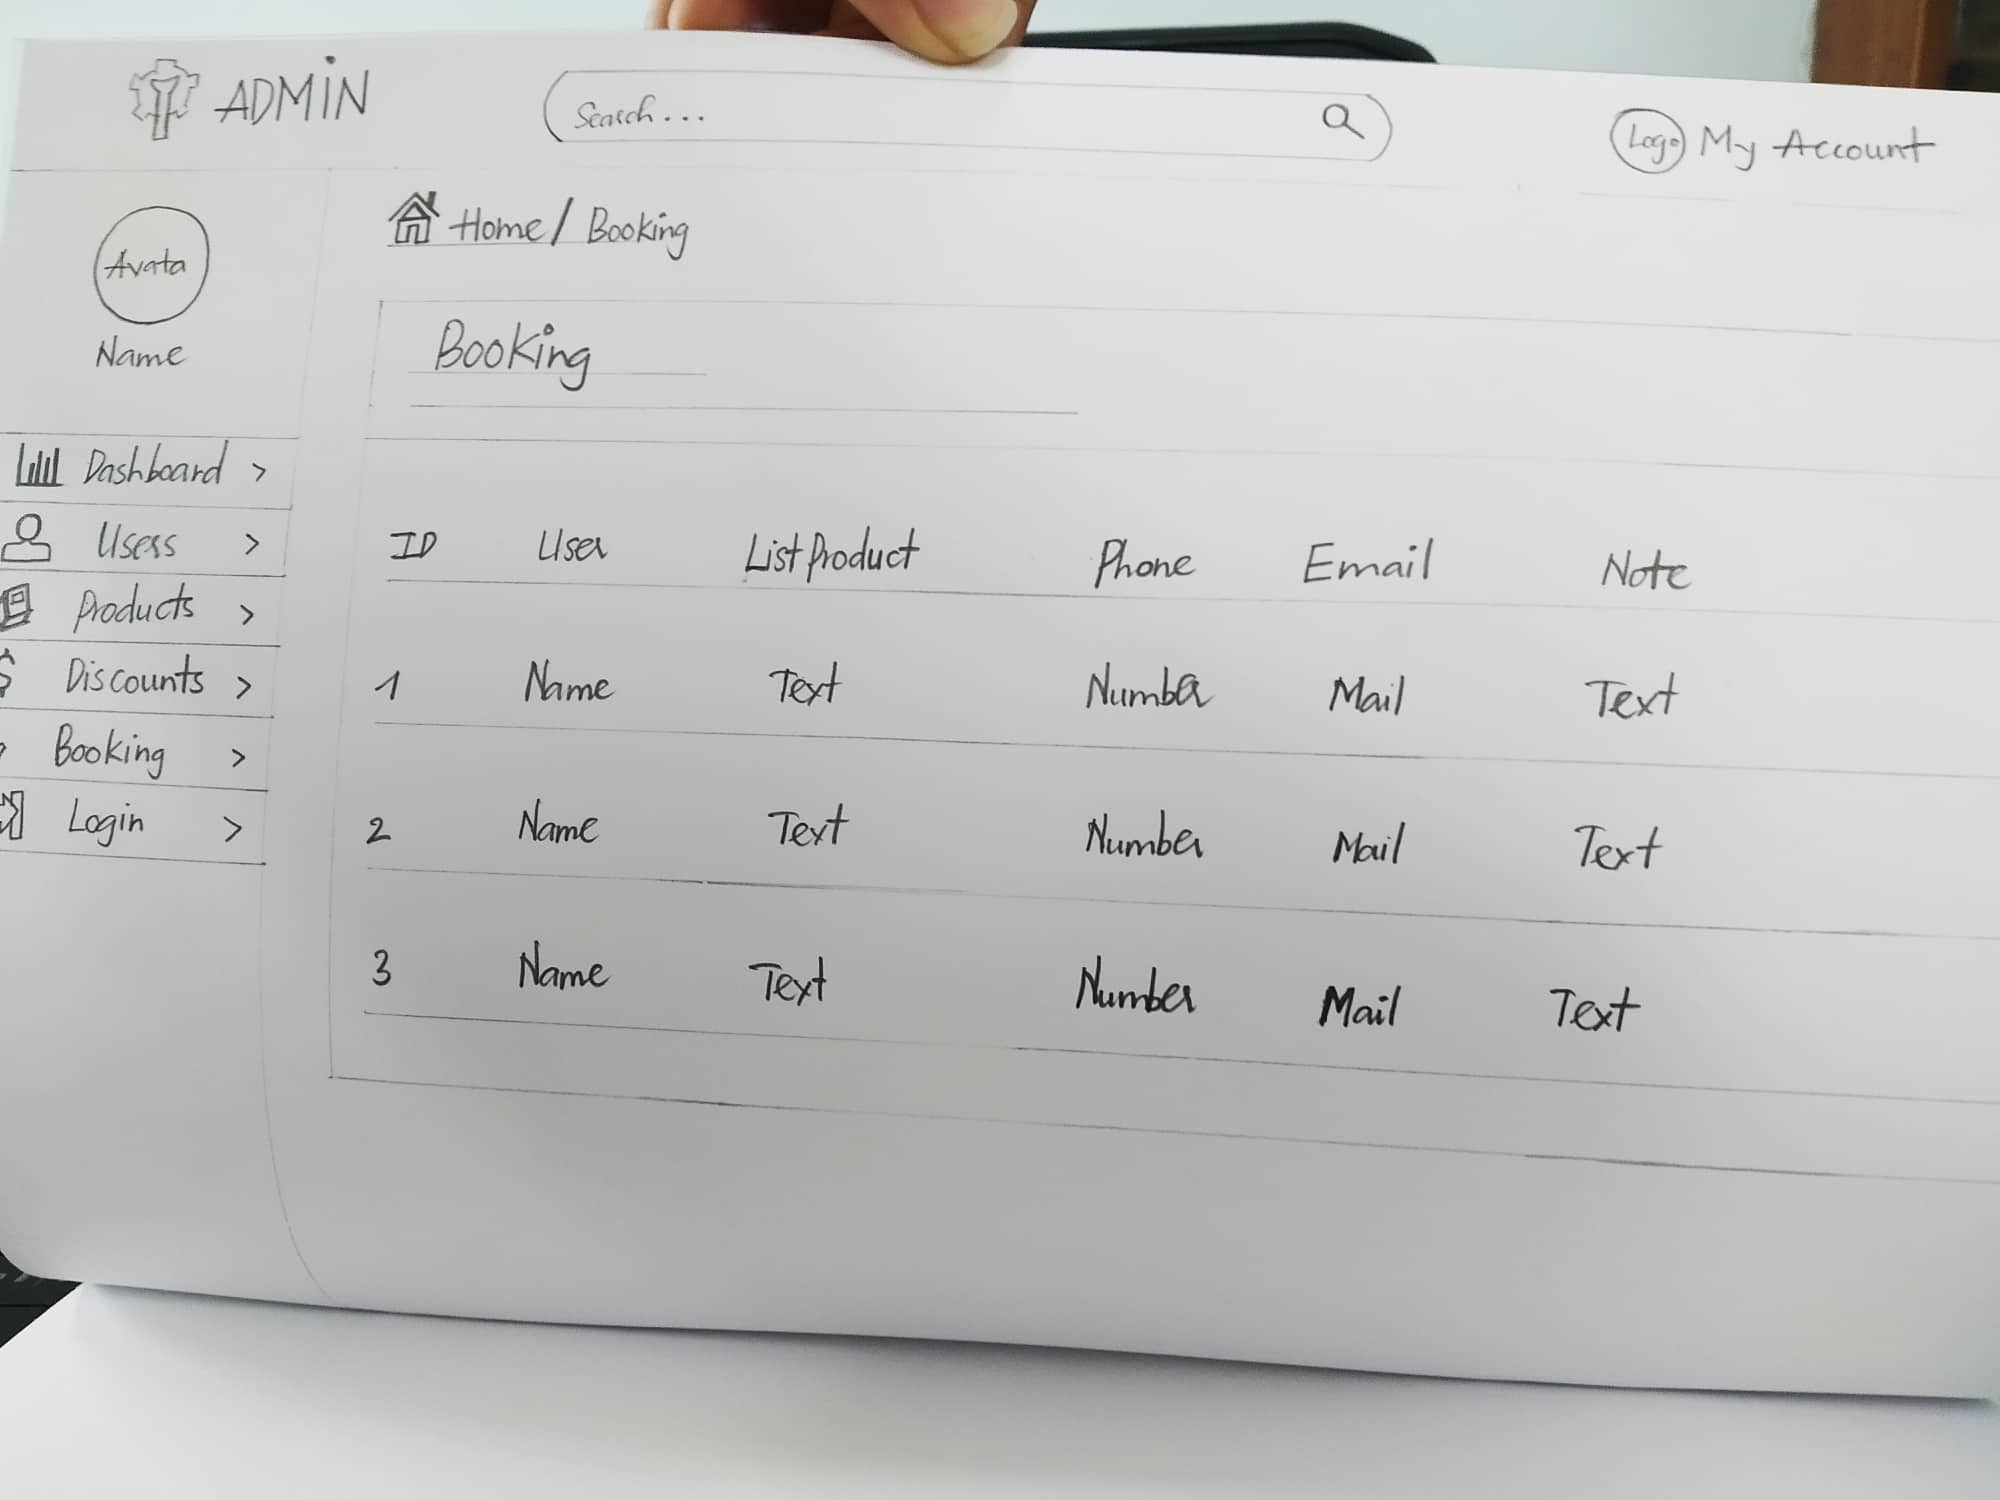 ADMIN
Search...
Logo My Account
Avata
Name
Home / Booking
Booking
Dashboard >
Users >
Products >
Discounts >
Booking >
Login >
ID User List Product Phone Email Note
1 Name Text Number Mail Text
2 Name Text Number Mail Text
3 Name Text Number Mail Text